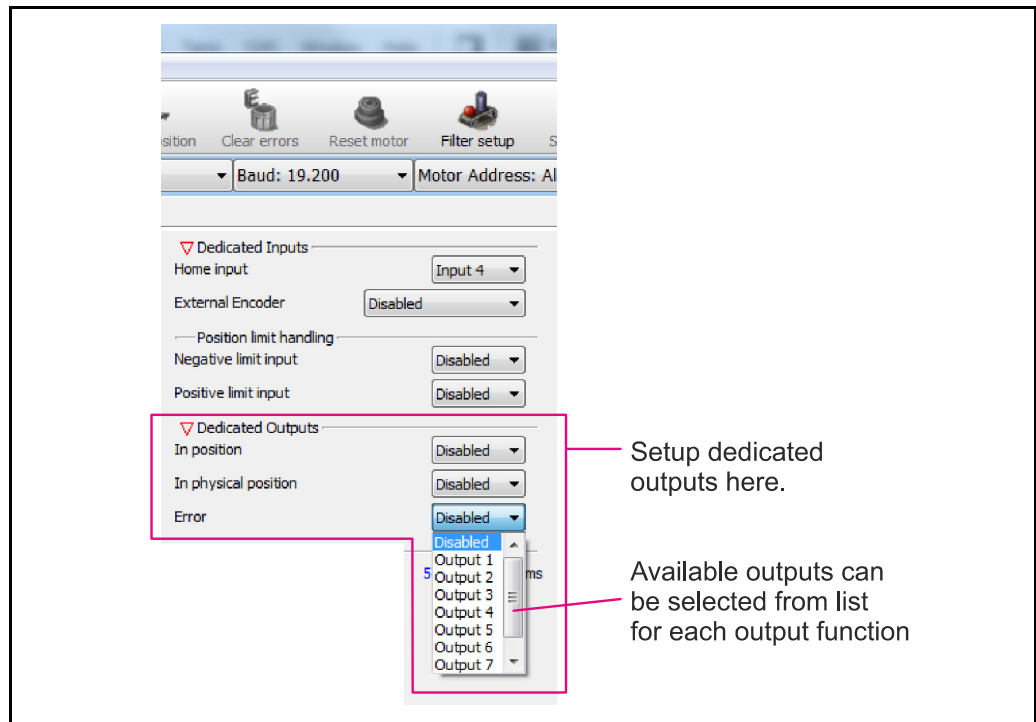 sition Clear errors Reset motor Filter setup S
Baud: 19.200 Motor Address: Al
Dedicated Inputs
Home input Input 4
External Encoder Disabled
Position limit handling
Negative limit input Disabled
Positive limit input Disabled
Dedicated Outputs
In position Disabled
In physical position Disabled
Error Disabled
Disabled
Output 1
5 Output 2 ms
Output 3
Output 4
Output 5
Output 6
Output 7
Setup dedicated
outputs here.
Available outputs can
be selected from list
for each output function